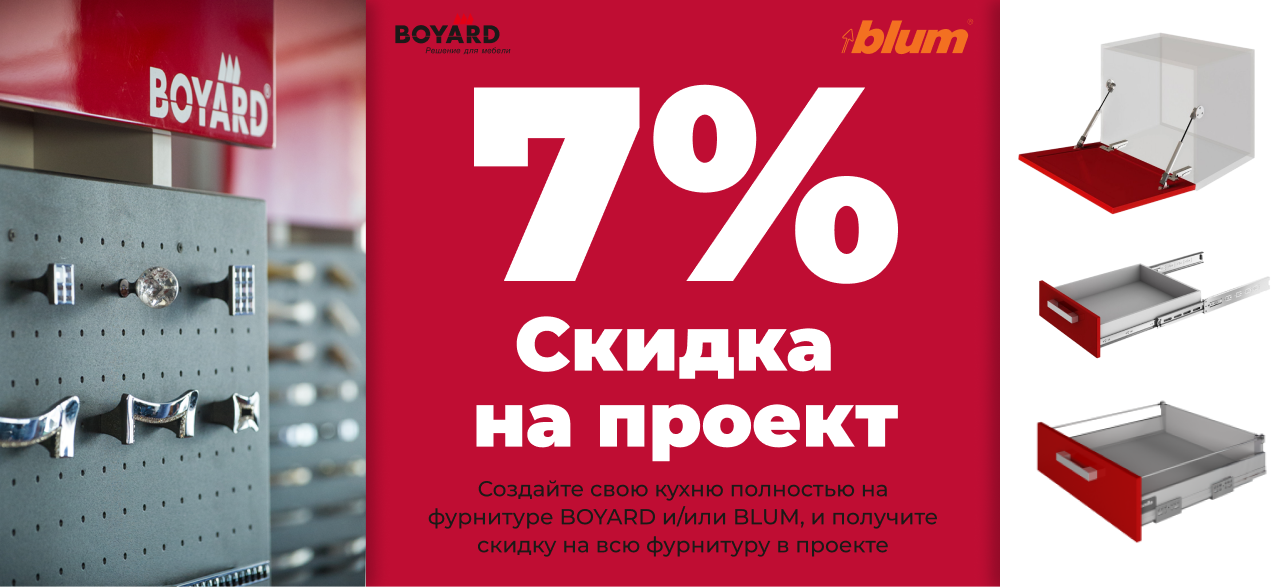 BOYARD®
BOYARD
Решение для мебели
blum®
7%
Скидка
на проект
Создайте свою кухню полностью на
фурнитуре BOYARD и/или BLUM, и получите
скидку на всю фурнитуру в проекте